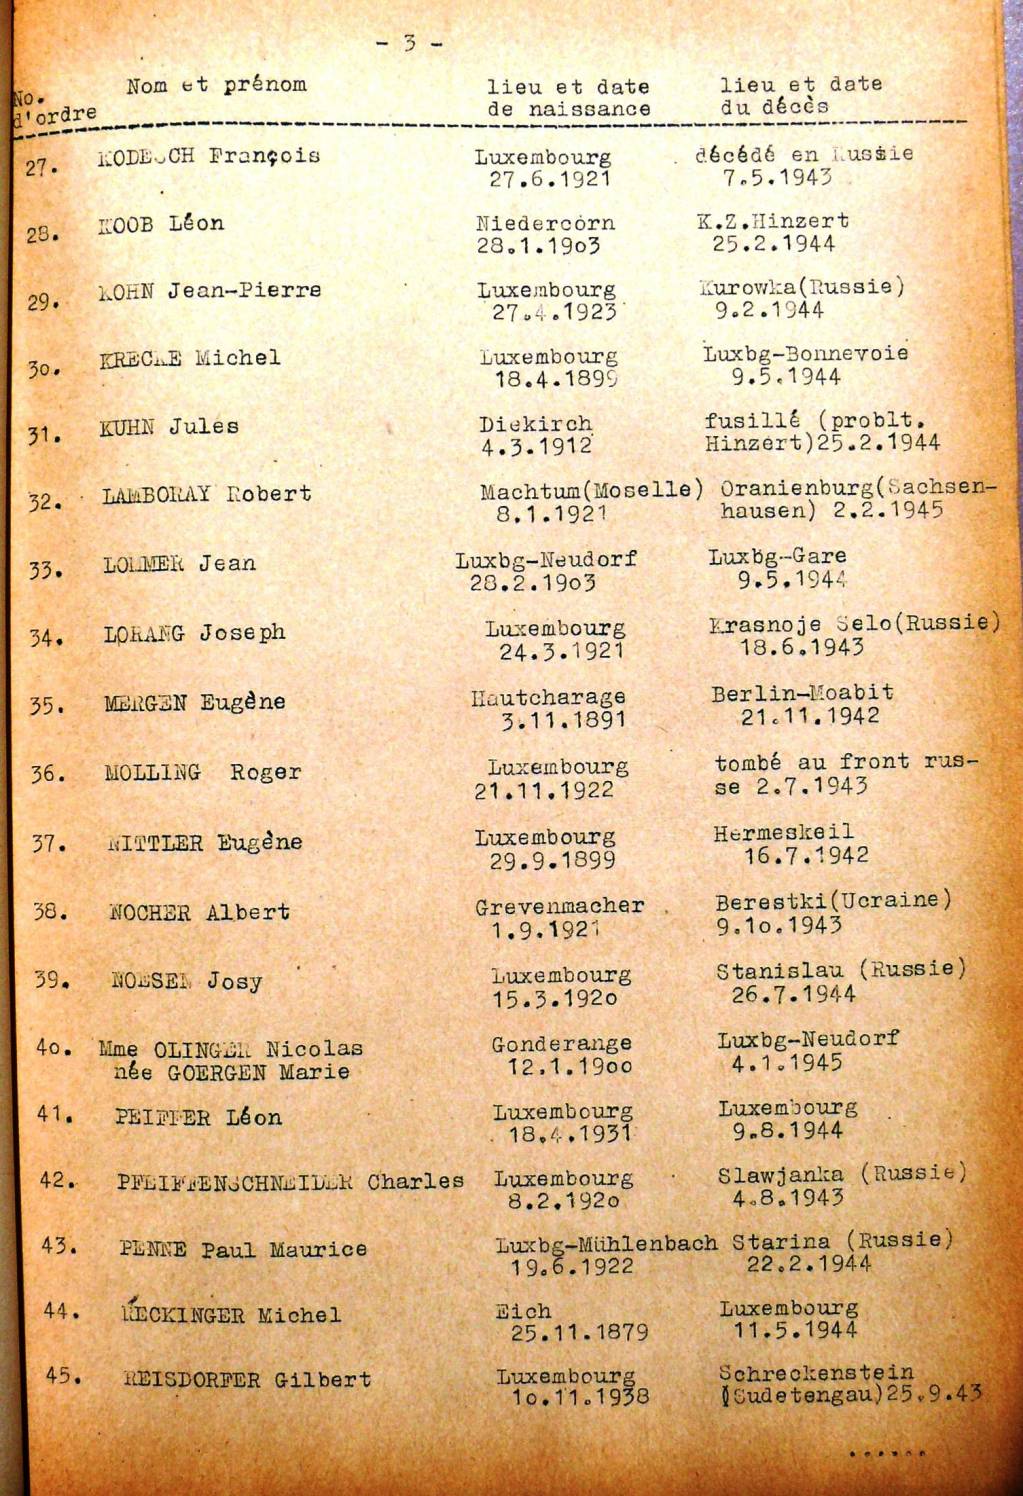 - 3 -
No. Nom et prénom lieu et date lieu et date
d'ordre de naissance du décès
27. KODESCH François Luxembourg décédé en Russie
27.6.1921 7.5.1943
28. KOOB Léon Niedercorn K.Z.Hinzert
28.1.19o3 25.2.1944
29. KOHN Jean-Pierre Luxembourg Kurowka(Russie)
27.4.1923 9.2.1944
3o. KRECKE Michel Luxembourg Luxbg-Bonnevoie
18.4.1899 9.5.1944
31. KUHN Jules Diekirch fusillé (problt.
4.3.1912 Hinzert)25.2.1944
32. LAMBORAY Robert Machtum(Moselle) Oranienburg(Sachsen-
8.1.1921 hausen) 2.2.1945
33. LOMMER Jean Luxbg-Neudorf Luxbg-Gare
28.2.19o3 9.5.1944
34. LORANG Joseph Luxembourg Krasnoje Selo(Russie)
24.3.1921 18.6.1943
35. MERGEN Eugène Hautcharage Berlin-Moabit
3.11.1891 21.11.1942
36. MOLLING Roger Luxembourg tombé au front rus-
21.11.1922 se 2.7.1943
37. NITTLER Eugène Luxembourg Hermeskeil
29.9.1899 16.7.1942
38. NOCHER Albert Grevenmacher Berestki(Ucraine)
1.9.1921 9.1o.1943
39. NOESEN Josy Luxembourg Stanislau (Russie)
15.3.192o 26.7.1944
4o. Mme OLINGER Nicolas Gonderange Luxbg-Neudorf
née GOERGEN Marie 12.1.19oo 4.1.1945
41. PEIFFER Léon Luxembourg Luxembourg
18.4.1931 9.8.1944
42. PFEIFFENSCHNEIDER Charles Luxembourg Slawjanka (Russie)
8.2.192o 4.8.1943
43. PENNE Paul Maurice Luxbg-Mühlenbach Starina (Russie)
19.6.1922 22.2.1944
44. RECKINGER Michel Eich Luxembourg
25.11.1879 11.5.1944
45. REISDORFER Gilbert Luxembourg Schreckenstein
1o.11.1938 (Sudetengau)25.9.43
......